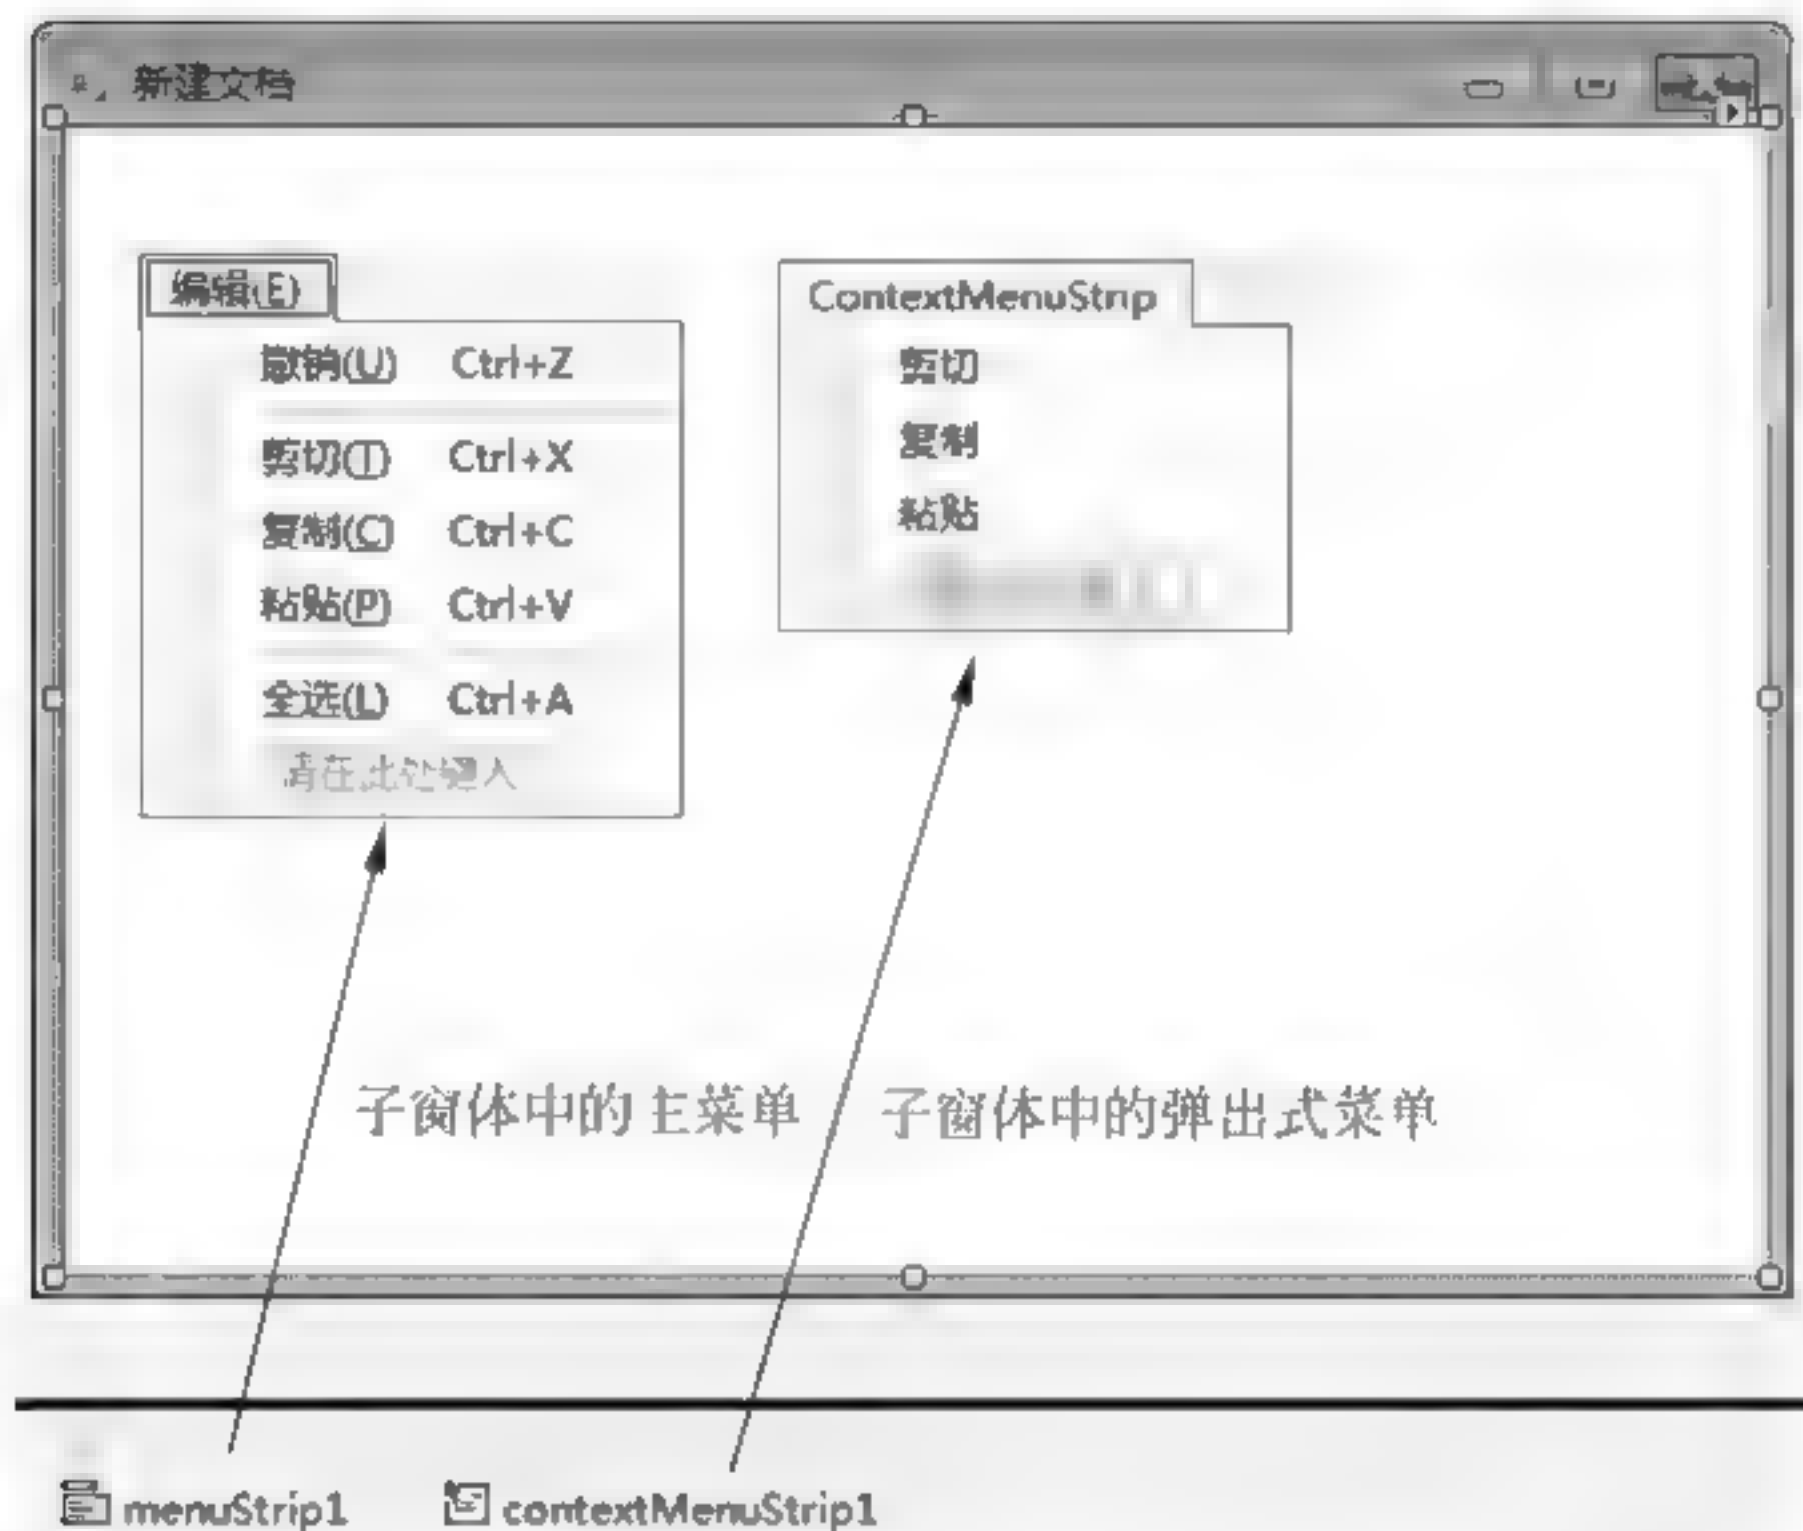 新建文档
编辑(E)
撤销(U) Ctrl+Z
剪切(T) Ctrl+X
复制(C) Ctrl+C
粘贴(P) Ctrl+V
全选(L) Ctrl+A
请在此处键入
ContextMenuStrip
剪切
复制
粘贴
子窗体中的主菜单
子窗体中的弹出式菜单
menuStrip1
contextMenuStrip1